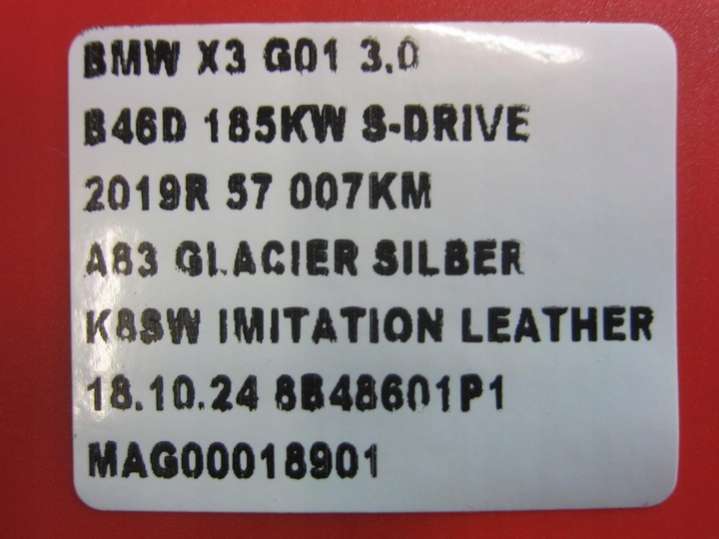 BMW X3 G01 3.0
B46D 185KW S-DRIVE
2019R 57 007KM
A83 GLACIER SILBER
K8SW IMITATION LEATHER
18.10.24 8B48601P1
MAG00018901